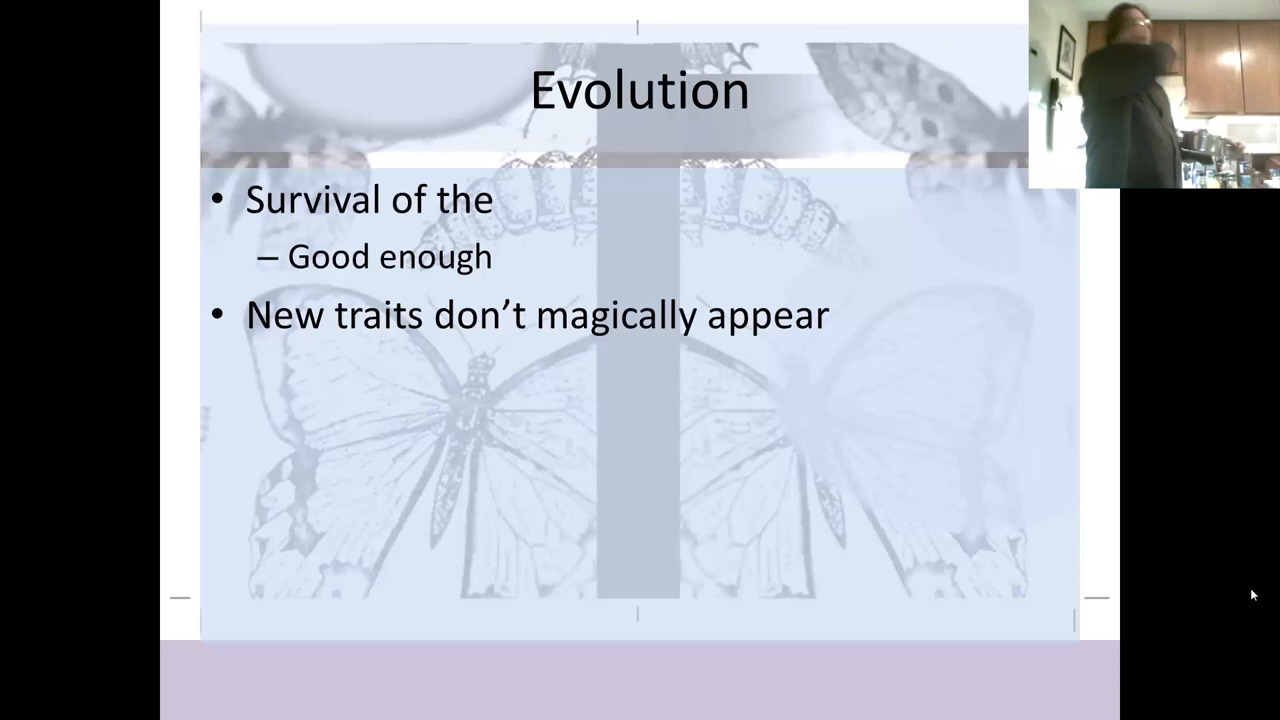 Evolution
• Survival of the
– Good enough
• New traits don’t magically appear